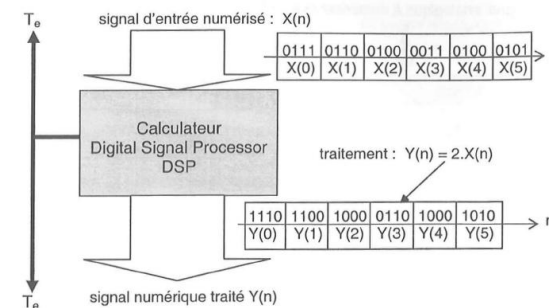 Te
signal d'entrée numérisé : X(n)
0111 0110 0100 0011 0100 0101
X(0) X(1) X(2) X(3) X(4) X(5)
Calculateur
Digital Signal Processor
DSP
traitement : Y(n) = 2.X(n)
1110 1100 1000 0110 1000 1010
Y(0) Y(1) Y(2) Y(3) Y(4) Y(5)
n
Te
signal numérique traité Y(n)